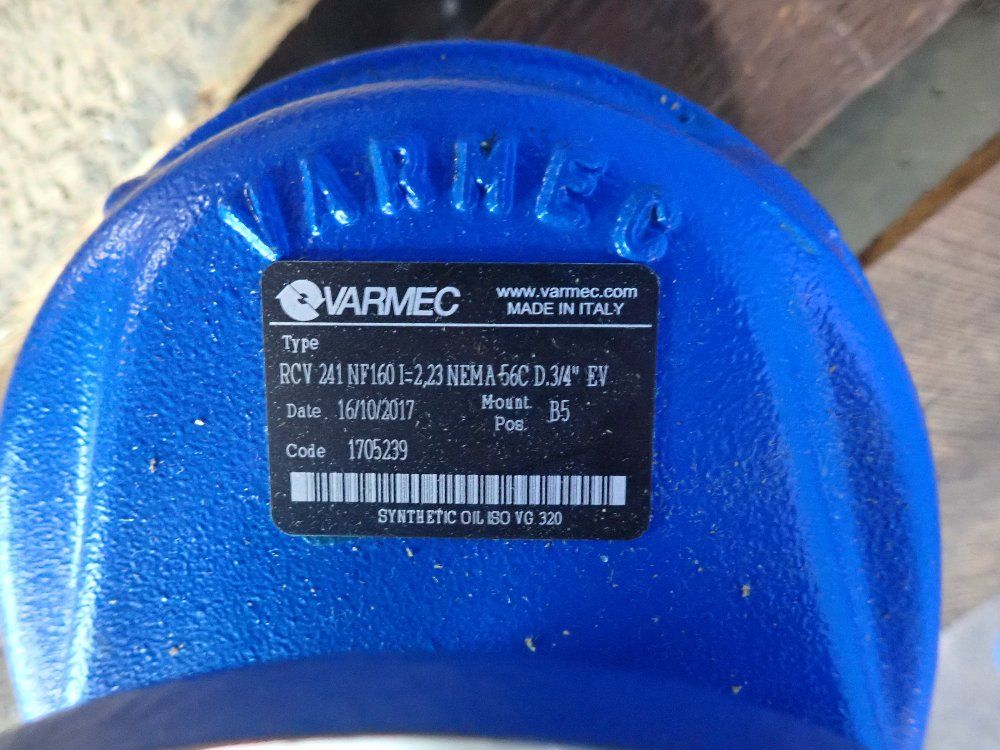 VARMEC
VARMEC www.varmec.com
MADE IN ITALY
Type
RCV 241 NF160 I=2,23 NEMA 56C D.3/4" EV
Date 16/10/2017 Mount. Pos. B5
Code 1705239
SYNTHETIC OIL ISO VG 320